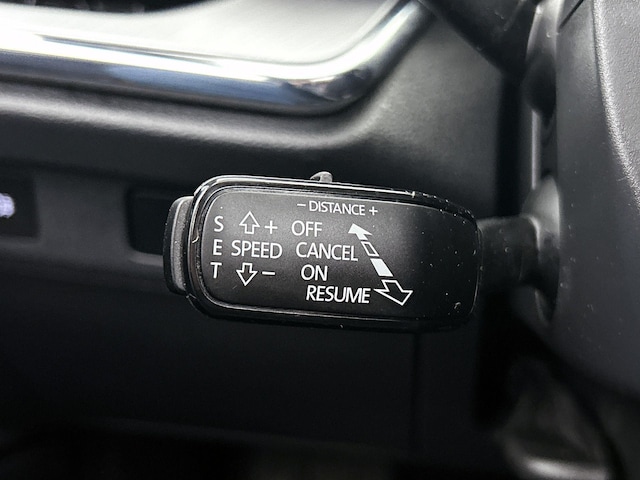 − DISTANCE +
S + OFF
E SPEED CANCEL
T − ON
RESUME